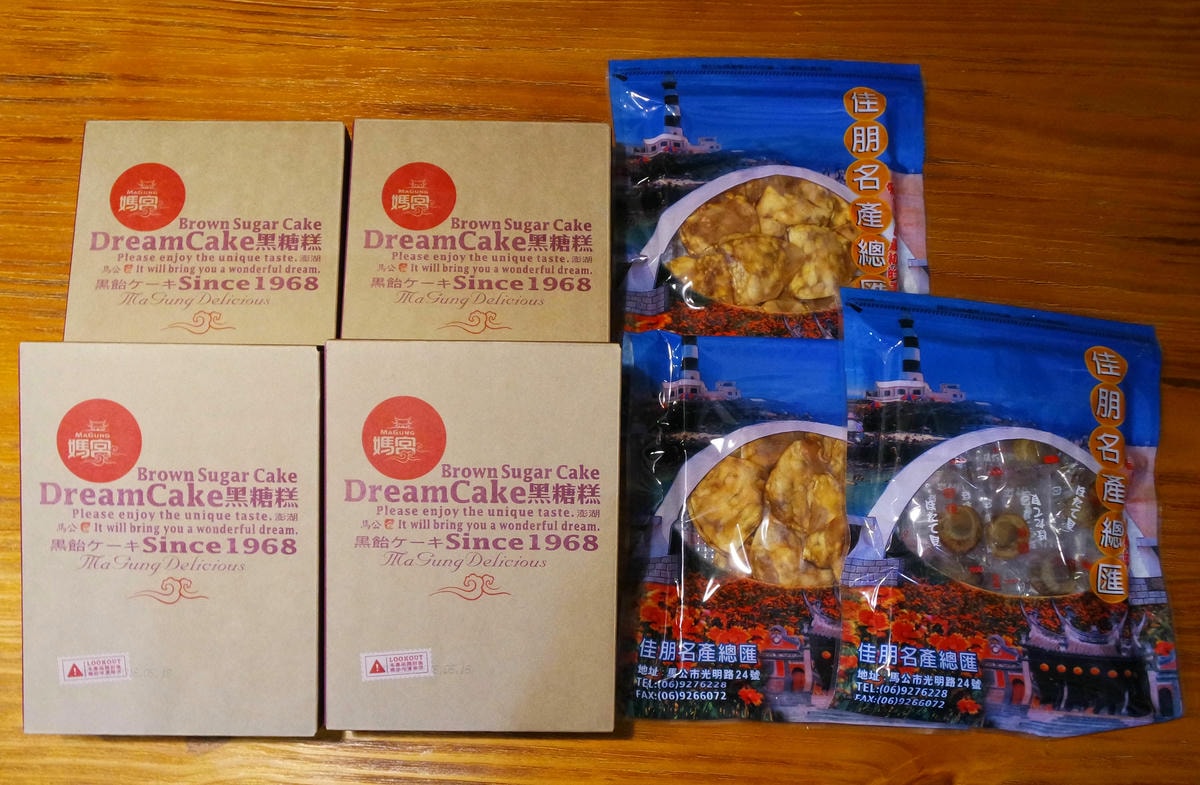 MAGUNG
媽宮
Brown Sugar Cake
DreamCake黑糖糕
Please enjoy the unique taste. 澎湖
馬公 It will bring you a wonderful dream.
黒飴ケーキSince1968
MaGung Delicious
MAGUNG
媽宮
Brown Sugar Cake
DreamCake黑糖糕
Please enjoy the unique taste. 澎湖
馬公 It will bring you a wonderful dream.
黒飴ケーキSince1968
MaGung Delicious
佳朋名產總匯
MAGUNG
媽宮
Brown Sugar Cake
DreamCake黑糖糕
Please enjoy the unique taste. 澎湖
馬公 It will bring you a wonderful dream.
黒飴ケーキSince1968
MaGung Delicious
LOOKOUT
MAGUNG
媽宮
Brown Sugar Cake
DreamCake黑糖糕
Please enjoy the unique taste. 澎湖
馬公 It will bring you a wonderful dream.
黒飴ケーキSince1968
MaGung Delicious
LOOKOUT
佳朋名產總匯
地址：馬公市光明路24號
TEL:(06)9276228
FAX:(06)9266072
佳朋名產總匯
佳朋名產總匯
地址：馬公市光明路24號
TEL:(06)9276228
FAX:(06)9266072